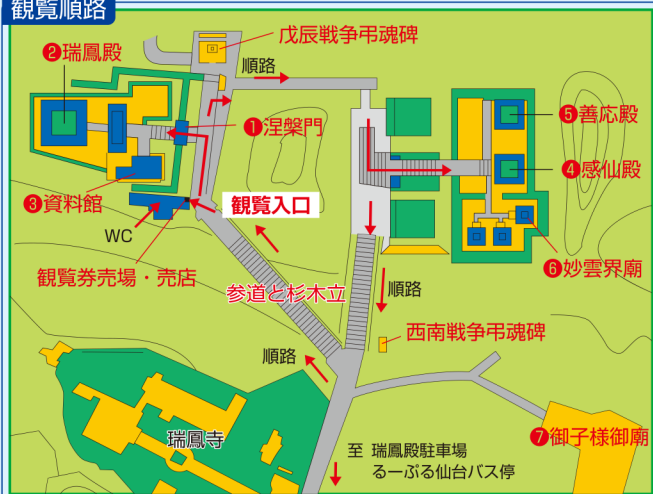 観覧順路
戊辰戦争弔魂碑
❷瑞鳳殿
順路
❶涅槃門
❺善応殿
❹感仙殿
❸資料館
観覧入口
WC
観覧券売場・売店
❻妙雲界廟
参道と杉木立
順路
西南戦争弔魂碑
順路
瑞鳳寺
❼御子様御廟
至 瑞鳳殿駐車場
るーぷる仙台バス停